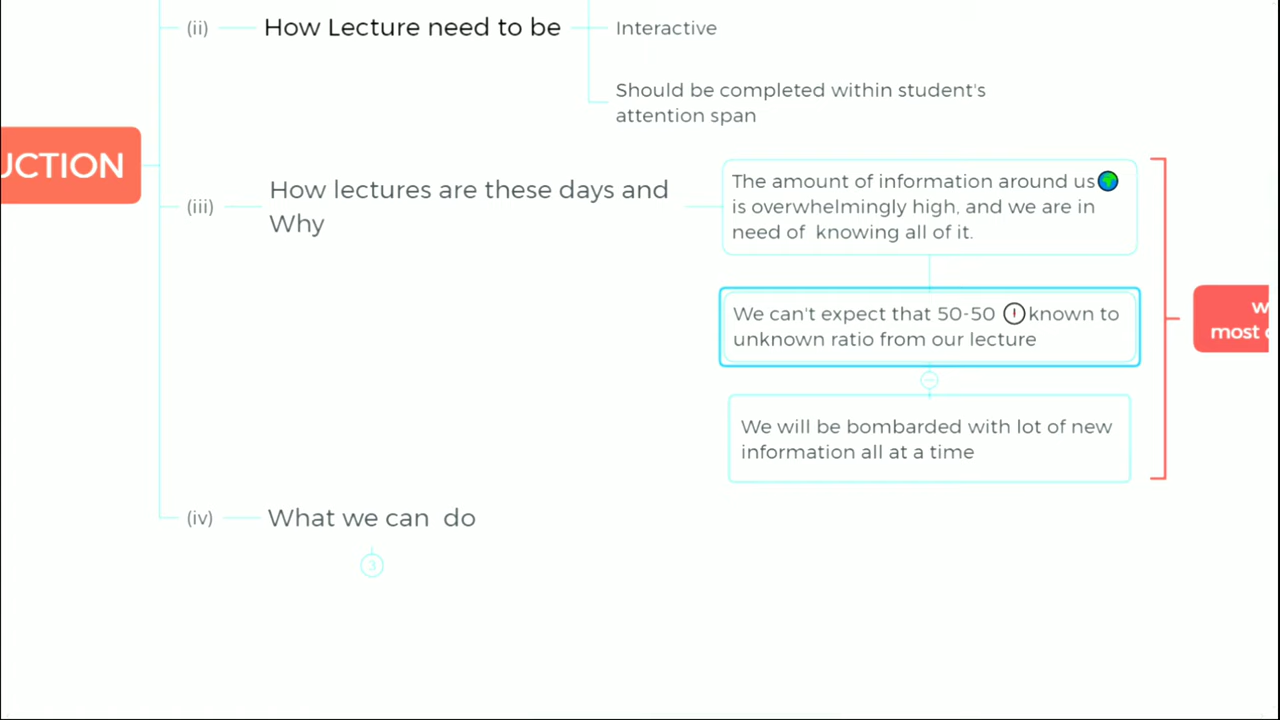 (ii) How Lecture need to be
Interactive
Should be completed within student's
attention span
UCTION
(iii) How lectures are these days and
Why
The amount of information around us
is overwhelmingly high, and we are in
need of knowing all of it.
We can't expect that 50-50 known to
unknown ratio from our lecture
We will be bombarded with lot of new
information all at a time
w
most
(iv) What we can do
3